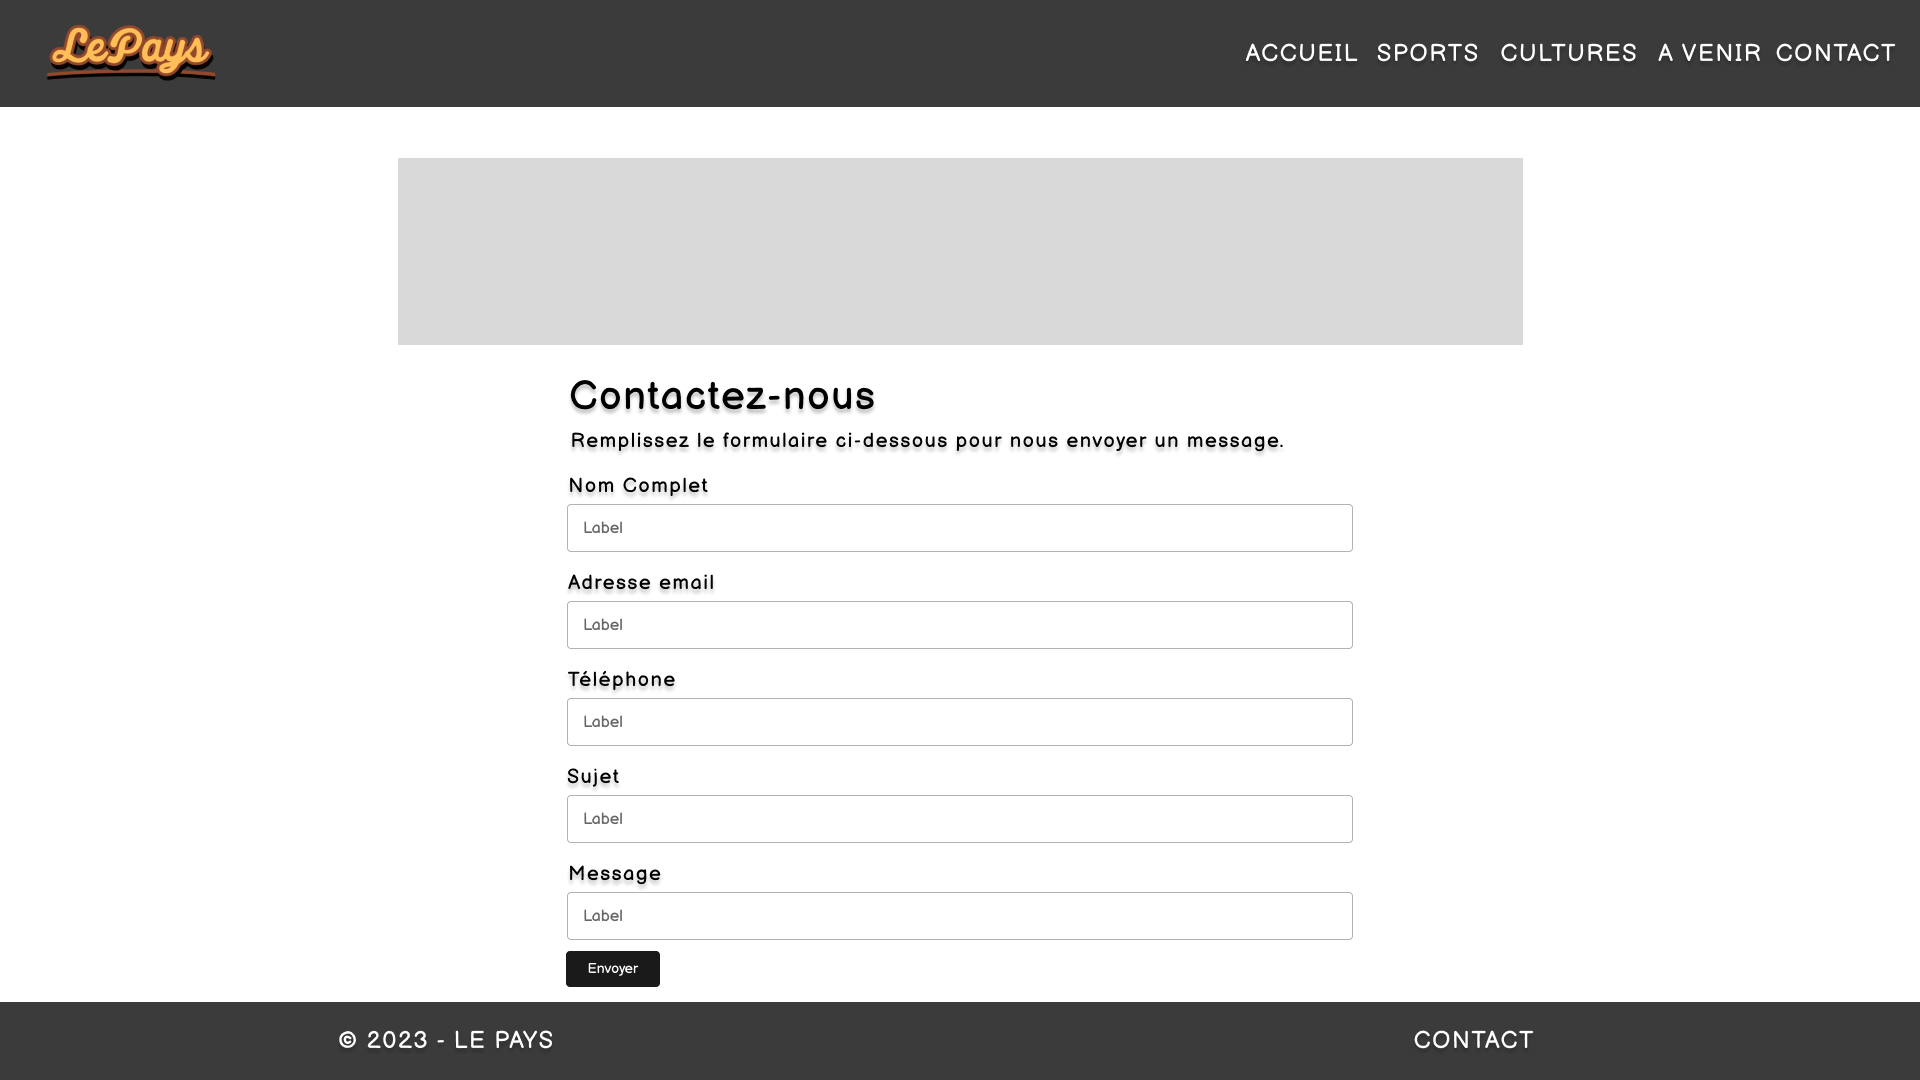 LePays
ACCUEIL SPORTS CULTURES A VENIR CONTACT
Contactez-nous
Remplissez le formulaire ci-dessous pour nous envoyer un message.
Nom Complet
Label
Adresse email
Label
Téléphone
Label
Sujet
Label
Message
Label
Envoyer
© 2023 - LE PAYS
CONTACT